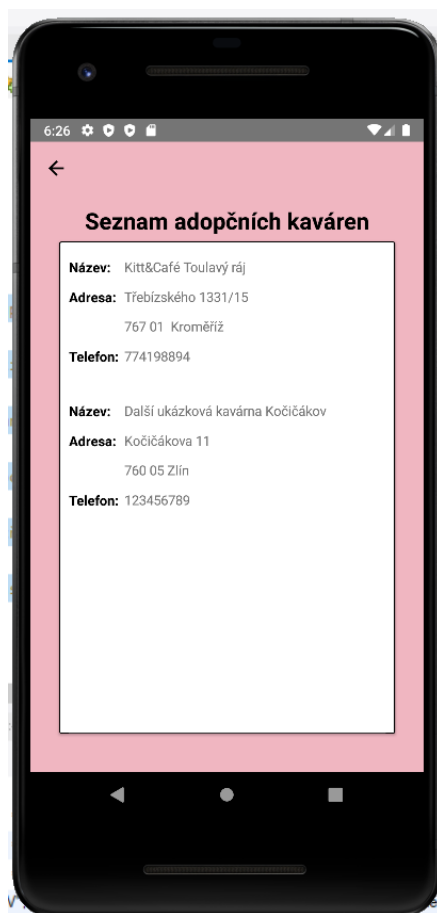 6:26
Seznam adopčních kaváren
Název: Kitt&Café Toulavý ráj
Adresa: Třebízského 1331/15
767 01 Kroměříž
Telefon: 774198894
Název: Další ukázková kavárna Kočičákov
Adresa: Kočičákova 11
760 05 Zlín
Telefon: 123456789